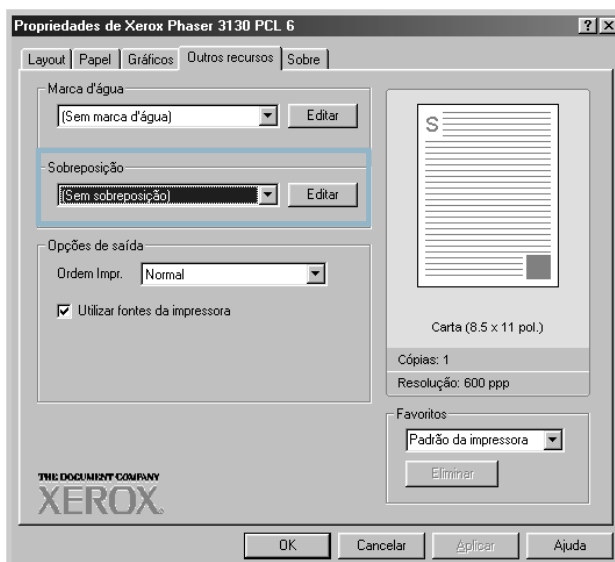 Propriedades de Xerox Phaser 3130 PCL 6
Layout Papel Gráficos Outros recursos Sobre
Marca d'água
(Sem marca d'água) Editar
Sobreposição
(Sem sobreposição) Editar
Opções de saída
Ordem Impr. Normal
Utilizar fontes da impressora
S
Carta (8.5 x 11 pol.)
Cópias: 1
Resolução: 600 ppp
Favoritos
Padrão da impressora
Eliminar
THE DOCUMENT COMPANY
XEROX
OK Cancelar Aplicar Ajuda